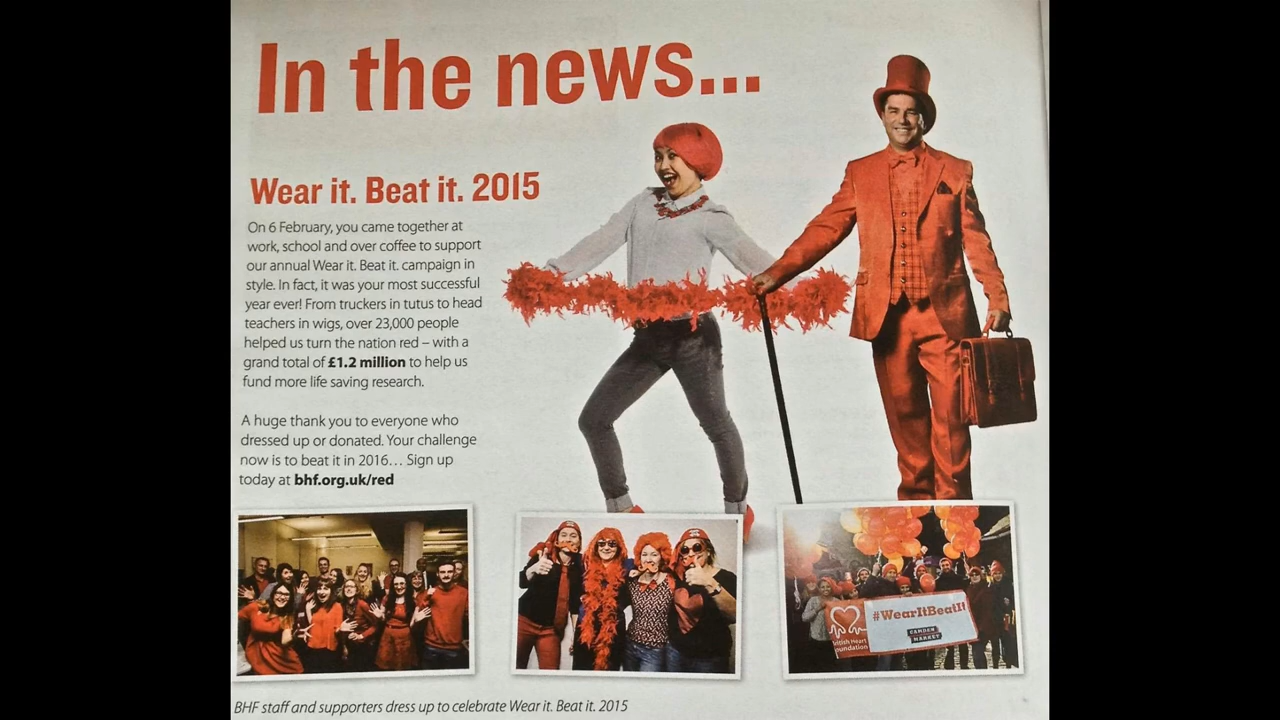 In the news...
Wear it. Beat it. 2015
On 6 February, you came together at
work, school and over coffee to support
our annual Wear it. Beat it. campaign in
style. In fact, it was your most successful
year ever! From truckers in tutus to head
teachers in wigs, over 23,000 people
helped us turn the nation red – with a
grand total of £1.2 million to help us
fund more life saving research.
A huge thank you to everyone who
dressed up or donated. Your challenge
now is to beat it in 2016… Sign up
today at bhf.org.uk/red
#WearItBeatIt
CAMDEN
MARKET
British Heart
Foundation
BHF staff and supporters dress up to celebrate Wear it. Beat it. 2015